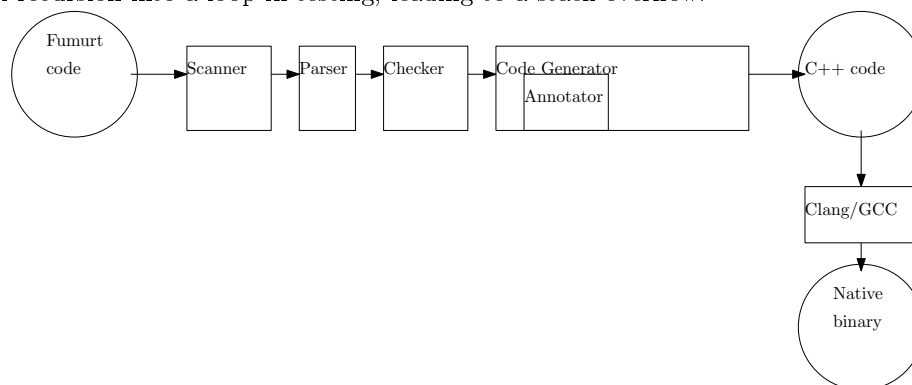 recursion into a loop in testing, leading to a stack overflow.
Fumurt
code
Scanner
Parser
Checker
Code Generator
Annotator
C++ code
Clang/GCC
Native
binary